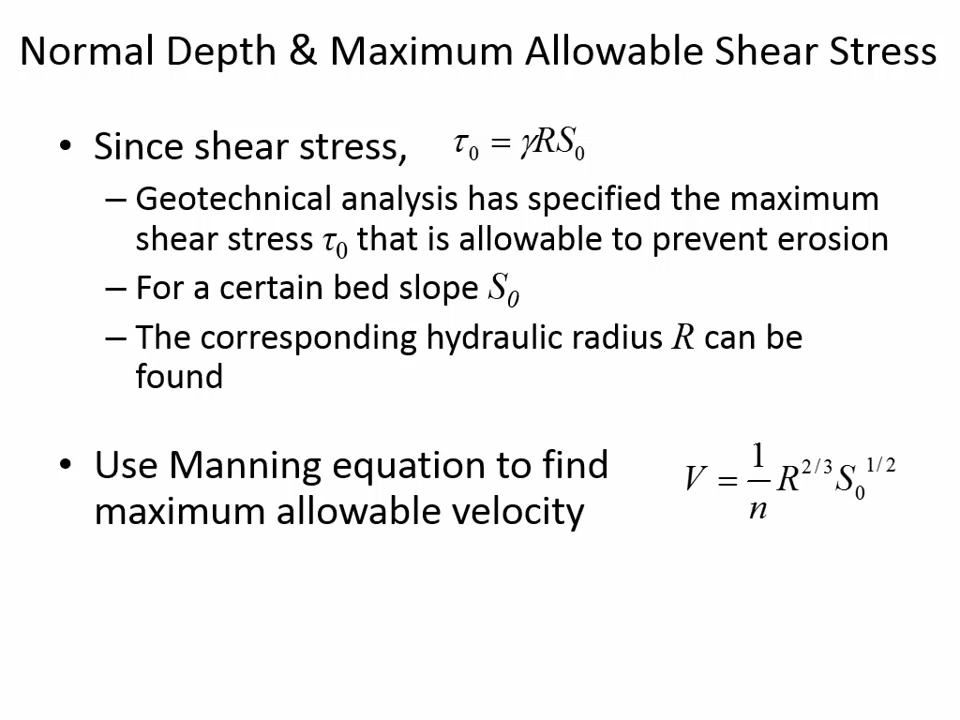 Normal Depth & Maximum Allowable Shear Stress
• Since shear stress, τ₀ = γRS₀
– Geotechnical analysis has specified the maximum
shear stress τ₀ that is allowable to prevent erosion
– For a certain bed slope S₀
– The corresponding hydraulic radius R can be
found
• Use Manning equation to find
maximum allowable velocity
V = 1/n R^2/3 S₀^1/2